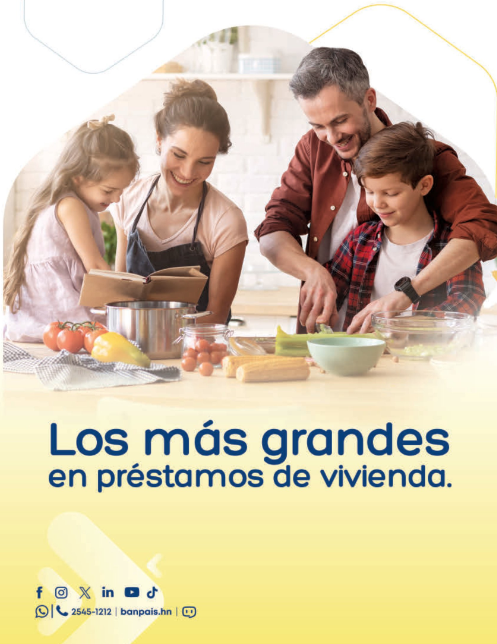 Los más grandes
en préstamos de vivienda.
2545-1212 | banpais.hn |